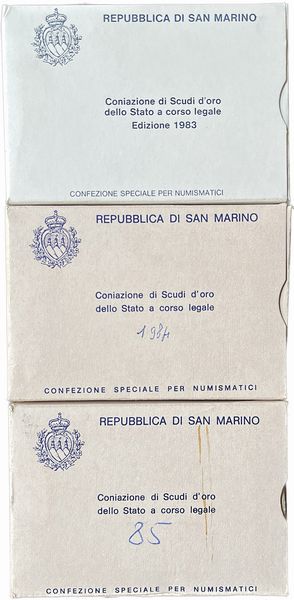 REPUBBLICA DI SAN MARINO
Coniazione di Scudi d'oro
dello Stato a corso legale
Edizione 1983
CONFEZIONE SPECIALE PER NUMISMATICI
REPUBBLICA DI SAN MARINO
Coniazione di Scudi d'oro
dello Stato a corso legale
1984
CONFEZIONE SPECIALE PER NUMISMATICI
REPUBBLICA DI SAN MARINO
Coniazione di Scudi d'oro
dello Stato a corso legale
85
CONFEZIONE SPECIALE PER NUMISMATICI